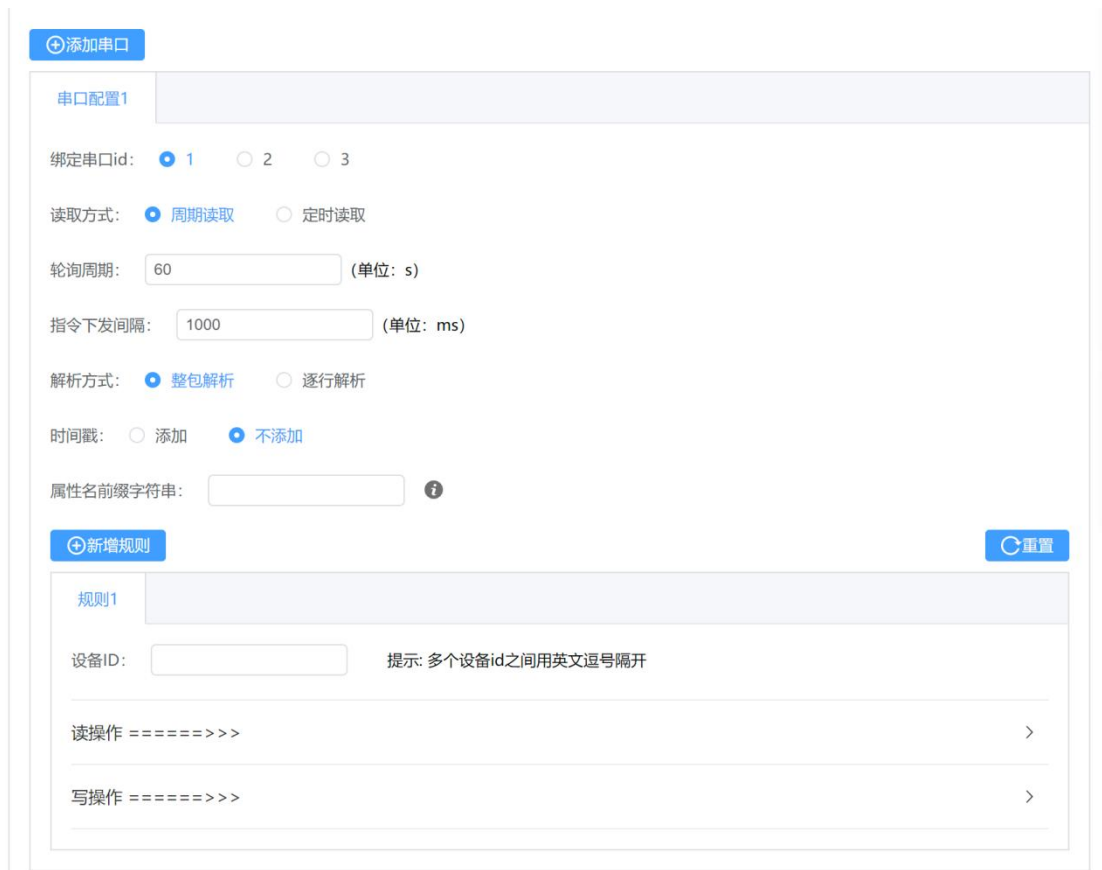 添加串口
串口配置1
绑定串口id: 1 2 3
读取方式: 周期读取 定时读取
轮询周期: 60 (单位: s)
指令下发间隔: 1000 (单位: ms)
解析方式: 整包解析 逐行解析
时间戳: 添加 不添加
属性名前缀字符串:
新增规则 重置
规则1
设备ID: 提示: 多个设备id之间用英文逗号隔开
读操作 ======>>>
写操作 ======>>>